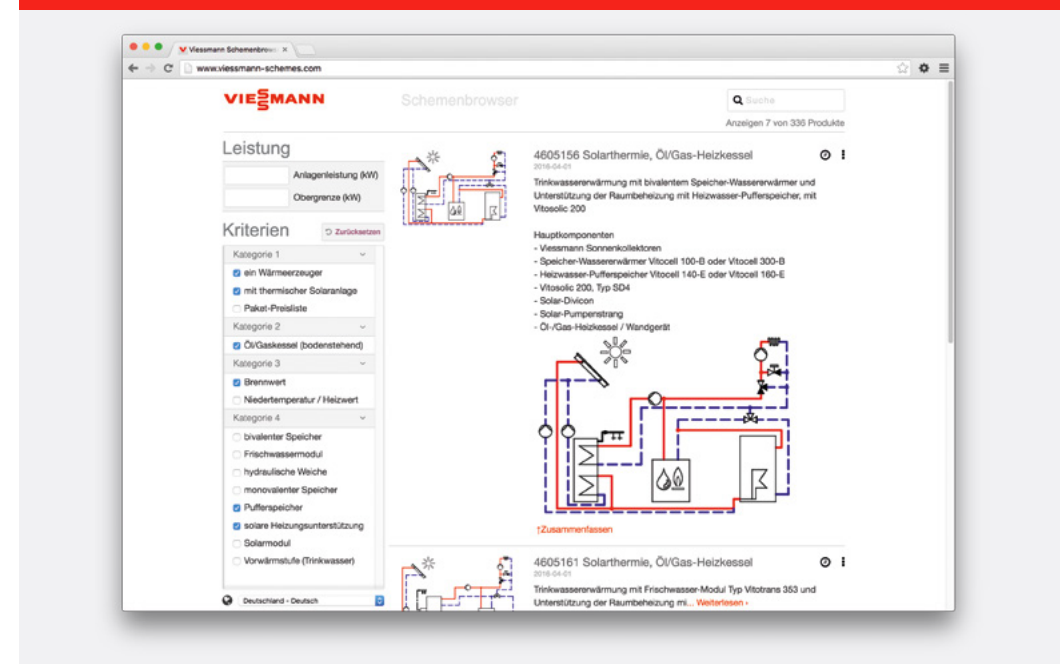 Viessmann Schemenbrows
www.viessmann-schemes.com
VIESMANN
Schemenbrowser
Suche
Anzeigen 7 von 336 Produkte
Leistung
Anlagenleistung (kW)
Obergrenze (kW)
Kriterien
Zurücksetzen
Kategorie 1
ein Wärmeerzeuger
mit thermischer Solaranlage
Paket-Preisliste
Kategorie 2
Öl/Gaskessel (bodenstehend)
Kategorie 3
Brennwert
Niedertemperatur / Heizwert
Kategorie 4
bivalenter Speicher
Frischwassermodul
hydraulische Weiche
monovalenter Speicher
Pufferspeicher
solare Heizungsunterstützung
Solarmodul
Vorwärmstufe (Trinkwasser)
Deutschland - Deutsch
4605156 Solarthermie, Öl/Gas-Heizkessel
2016-04-01
Trinkwassererwärmung mit bivalentem Speicher-Wassererwärmer und
Unterstützung der Raumbeheizung mit Heizwasser-Pufferspeicher, mit
Vitosolic 200
Hauptkomponenten
- Viessmann Sonnenkollektoren
- Speicher-Wassererwärmer Vitocell 100-B oder Vitocell 300-B
- Heizwasser-Pufferspeicher Vitocell 140-E oder Vitocell 160-E
- Vitosolic 200, Typ SD4
- Solar-Divicon
- Solar-Pumpenstrang
- Öl-/Gas-Heizkessel / Wandgerät
↑Zusammenfassen
4605161 Solarthermie, Öl/Gas-Heizkessel
2016-04-01
Trinkwassererwärmung mit Frischwasser-Modul Typ Vitotrans 353 und
Unterstützung der Raumbeheizung mi... Weiterlesen ›